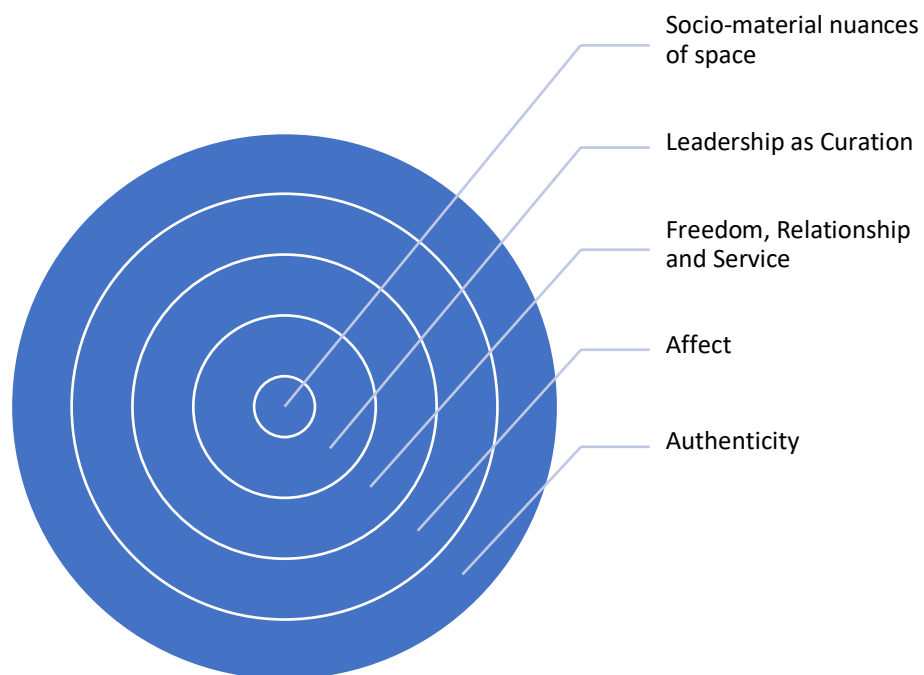 Socio-material nuances
of space
Leadership as Curation
Freedom, Relationship
and Service
Affect
Authenticity